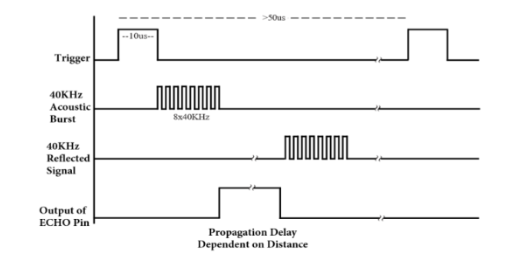 >50us
--10us--
Trigger
40KHz
Acoustic
Burst
8x40KHz
40KHz
Reflected
Signal
Output of
ECHO Pin
Propagation Delay
Dependent on Distance